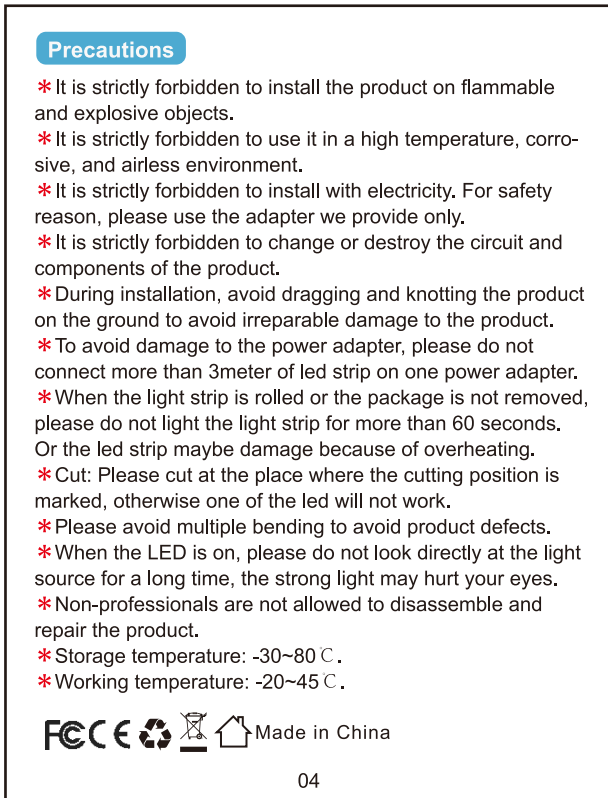 Precautions
*It is strictly forbidden to install the product on flammable
and explosive objects.
*It is strictly forbidden to use it in a high temperature, corro-
sive, and airless environment.
*It is strictly forbidden to install with electricity. For safety
reason, please use the adapter we provide only.
*It is strictly forbidden to change or destroy the circuit and
components of the product.
*During installation, avoid dragging and knotting the product
on the ground to avoid irreparable damage to the product.
*To avoid damage to the power adapter, please do not
connect more than 3meter of led strip on one power adapter.
*When the light strip is rolled or the package is not removed,
please do not light the light strip for more than 60 seconds.
Or the led strip maybe damage because of overheating.
*Cut: Please cut at the place where the cutting position is
marked, otherwise one of the led will not work.
*Please avoid multiple bending to avoid product defects.
*When the LED is on, please do not look directly at the light
source for a long time, the strong light may hurt your eyes.
*Non-professionals are not allowed to disassemble and
repair the product.
*Storage temperature: -30~80℃.
*Working temperature: -20~45℃.
FC CE Made in China
04